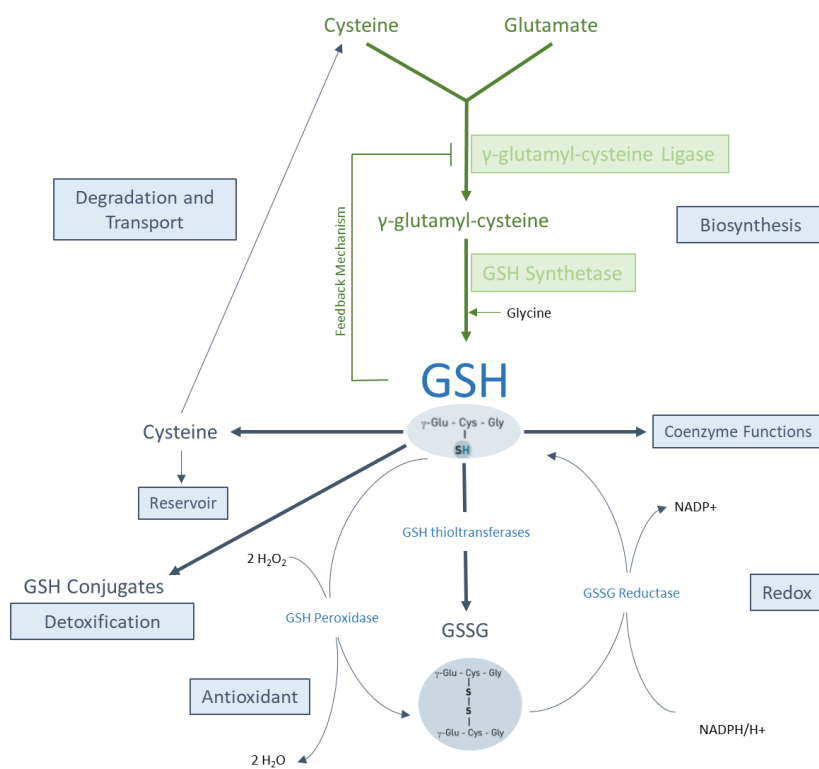 Cysteine
Glutamate
γ-glutamyl-cysteine Ligase
Degradation and
Transport
Feedback Mechanism
γ-glutamyl-cysteine
Biosynthesis
GSH Synthetase
Glycine
GSH
γ-Glu - Cys - Gly
SH
Cysteine
Coenzyme Functions
Reservoir
NADP+
GSH thioltransferases
2 H₂O₂
GSH Conjugates
Detoxification
GSH Peroxidase
GSSG Reductase
Redox
GSSG
γ-Glu - Cys - Gly
S
S
γ-Glu - Cys - Gly
Antioxidant
NADPH/H+
2 H₂O